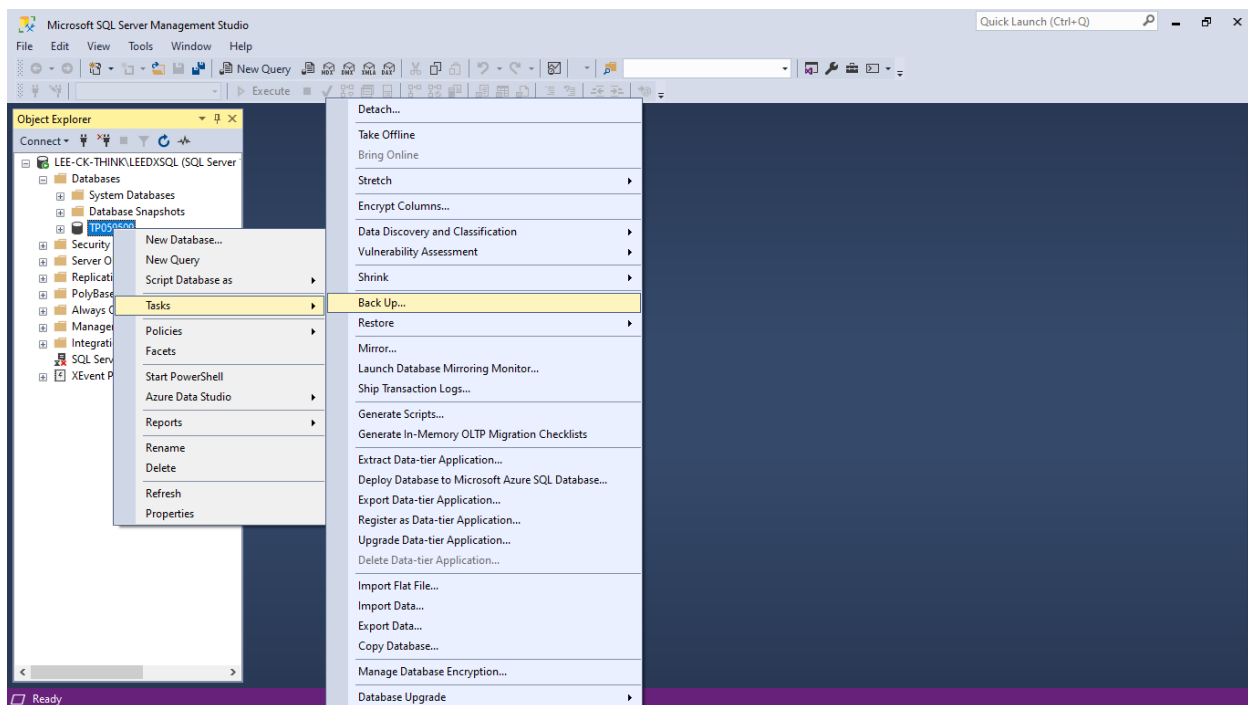 Microsoft SQL Server Management Studio
Quick Launch (Ctrl+Q)
File Edit View Tools Window Help
New Query MDX DMX XMLA DAX
Execute
Object Explorer
Connect
LEE-CK-THINK\LEEDXSQL (SQL Server
Databases
System Databases
Database Snapshots
TP059509
Security
Server O
Replicati
PolyBase
Always O
Manage
Integrati
SQL Serv
XEvent P
New Database...
New Query
Script Database as
Tasks
Policies
Facets
Start PowerShell
Azure Data Studio
Reports
Rename
Delete
Refresh
Properties
Detach...
Take Offline
Bring Online
Stretch
Encrypt Columns...
Data Discovery and Classification
Vulnerability Assessment
Shrink
Back Up...
Restore
Mirror...
Launch Database Mirroring Monitor...
Ship Transaction Logs...
Generate Scripts...
Generate In-Memory OLTP Migration Checklists
Extract Data-tier Application...
Deploy Database to Microsoft Azure SQL Database...
Export Data-tier Application...
Register as Data-tier Application...
Upgrade Data-tier Application...
Delete Data-tier Application...
Import Flat File...
Import Data...
Export Data...
Copy Database...
Manage Database Encryption...
Database Upgrade
Ready